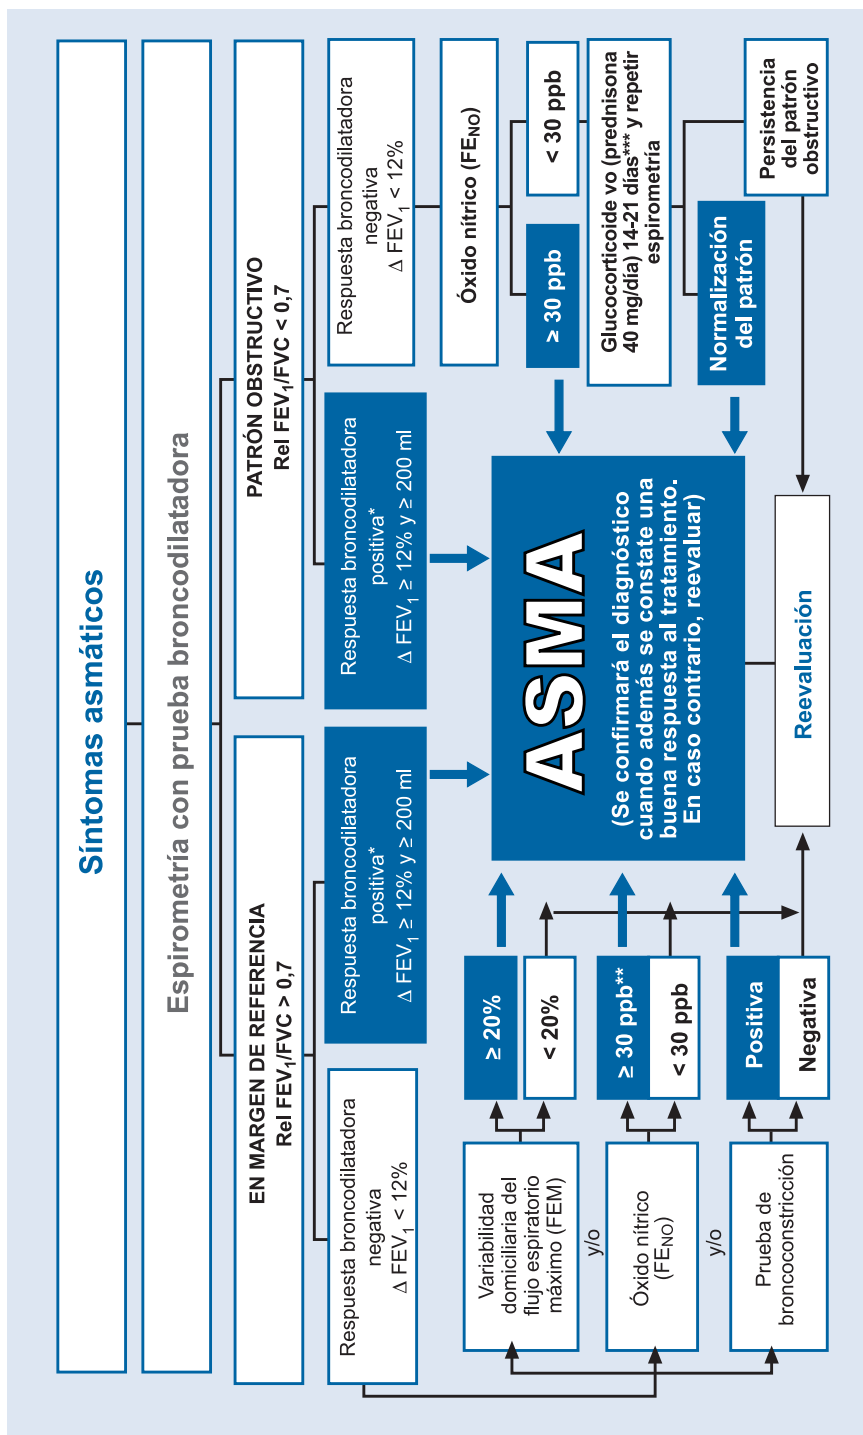 Síntomas asmáticos
Espirometría con prueba broncodilatadora
EN MARGEN DE REFERENCIA
Rel FEV₁/FVC > 0,7
PATRÓN OBSTRUCTIVO
Rel FEV₁/FVC < 0,7
Respuesta broncodilatadora
negativa
Δ FEV₁ < 12%
Respuesta broncodilatadora
positiva*
Δ FEV₁ ≥ 12% y ≥ 200 ml
Respuesta broncodilatadora
positiva*
Δ FEV₁ ≥ 12% y ≥ 200 ml
Respuesta broncodilatadora
negativa
Δ FEV₁ < 12%
Óxido nítrico (FE_NO)
≥ 30 ppb
< 30 ppb
Glucocorticoide vo (prednisona
40 mg/día) 14-21 días*** y repetir
espirometría
Normalización
del patrón
Persistencia
del patrón
obstructivo
Variabilidad
domiciliaria del
flujo espiratorio
máximo (FEM)
≥ 20%
< 20%
y/o
Óxido nítrico
(FE_NO)
≥ 30 ppb**
< 30 ppb
y/o
Prueba de
broncoconstricción
Positiva
Negativa
ASMA
(Se confirmará el diagnóstico
cuando además se constate una
buena respuesta al tratamiento.
En caso contrario, reevaluar)
Reevaluación